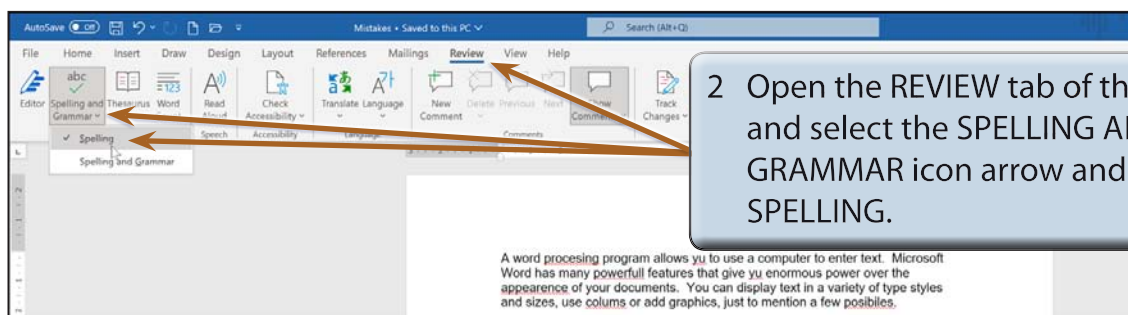 AutoSave Off Mistakes • Saved to this PC Search (Alt+Q)
File Home Insert Draw Design Layout References Mailings Review View Help
abc 123
Editor Spelling and Thesaurus Word Read Check Translate Language New Delete Previous Next Show Track
Grammar Accessibility Comment Changes
Speech Accessibility Language Comments
✓ Spelling
Spelling and Grammar
2 Open the REVIEW tab of th
and select the SPELLING A
GRAMMAR icon arrow and
SPELLING.
A word procesing program allows yu to use a computer to enter text. Microsoft
Word has many powerfull features that give yu enormous power over the
appearence of your documents. You can display text in a variety of type styles
and sizes, use colums or add graphics, just to mention a few posibiles.